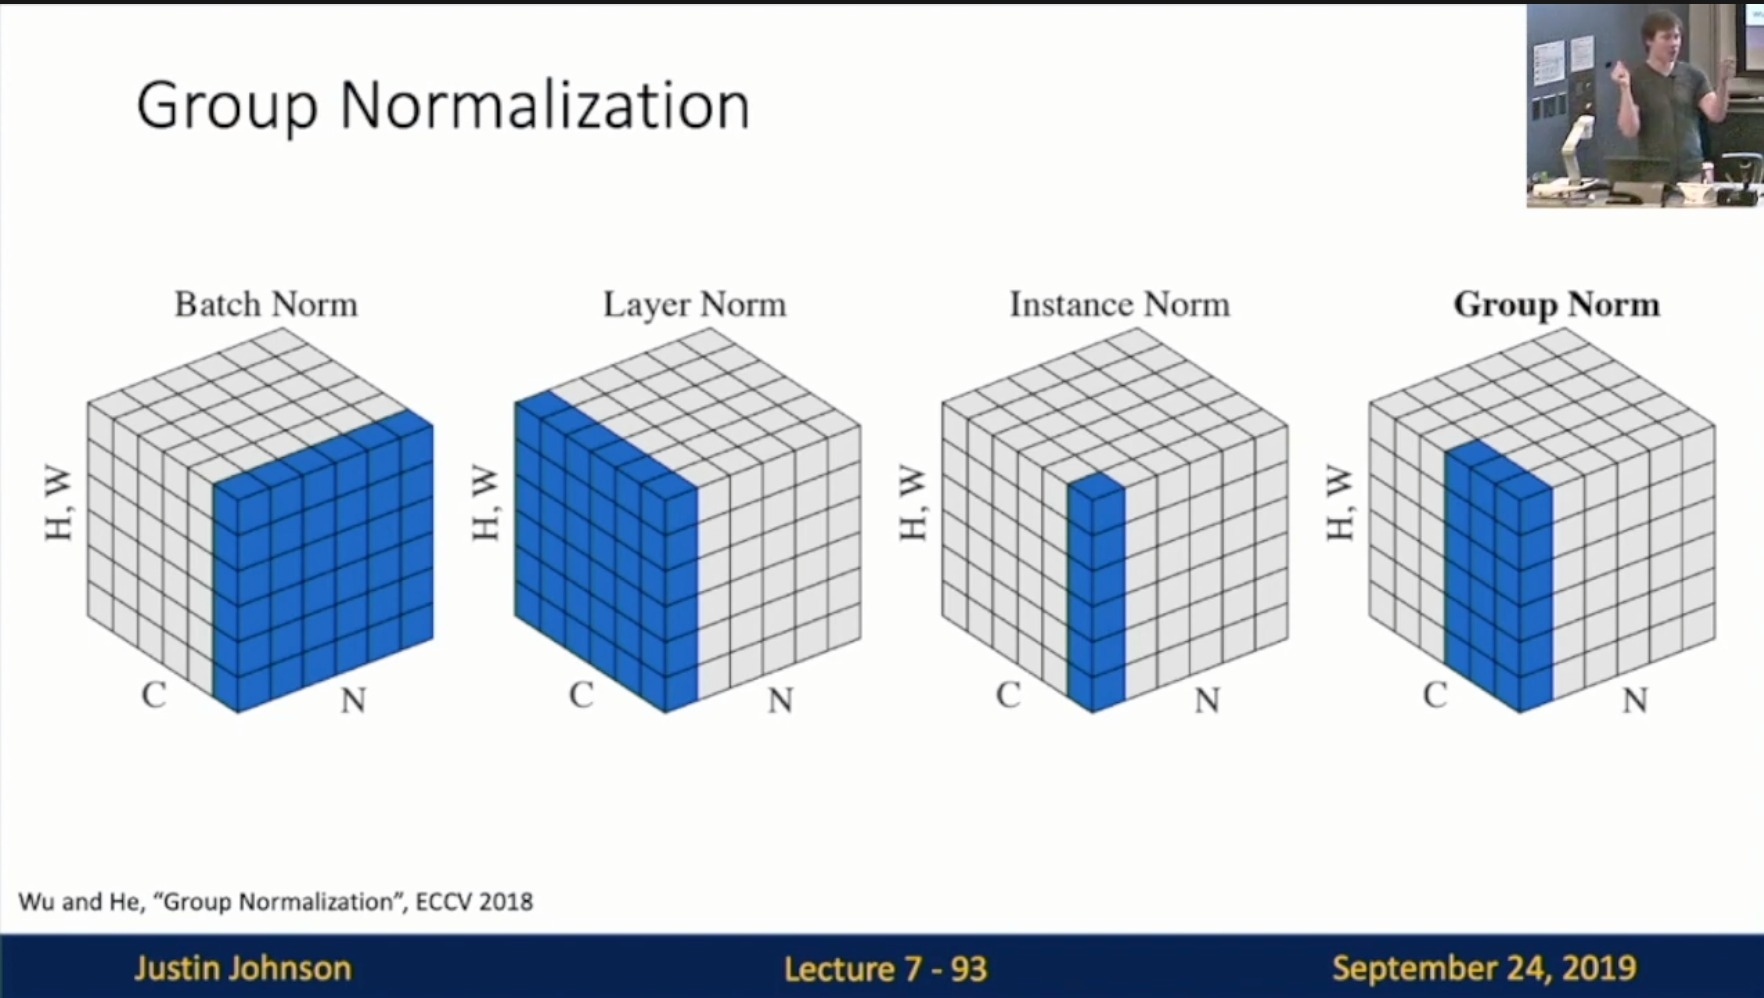 Group Normalization
Batch Norm
Layer Norm
Instance Norm
Group Norm
H, W
C
N
H, W
C
N
H, W
C
N
H, W
C
N
Wu and He, “Group Normalization”, ECCV 2018
Justin Johnson
Lecture 7 - 93
September 24, 2019